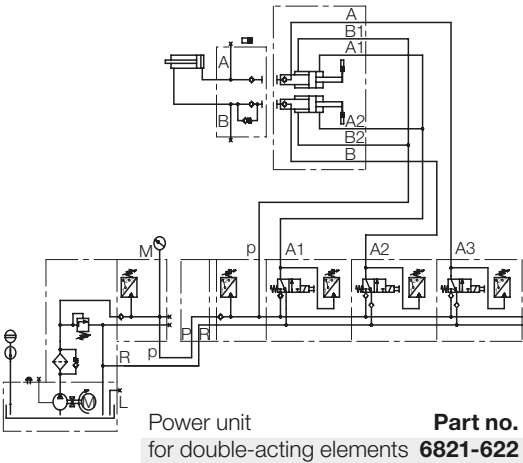 A
B1
A1
A
B
A2
B2
B
M
p
A1
A2
A3
P R
R
p
M
L
Power unit Part no.
for double-acting elements 6821-622